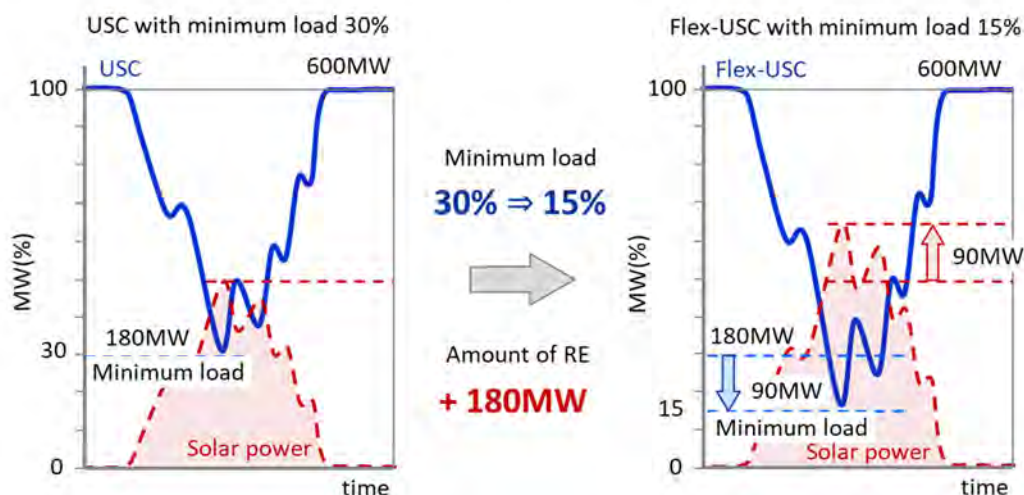 USC with minimum load 30%
USC
600MW
100
MW(%)
180MW
30
Minimum load
Solar power
0
time
Minimum load
30% ⇒ 15%
Amount of RE
+ 180MW
Flex-USC with minimum load 15%
Flex-USC
600MW
100
MW(%)
90MW
180MW
30
90MW
15
Minimum load
Solar power
0
time